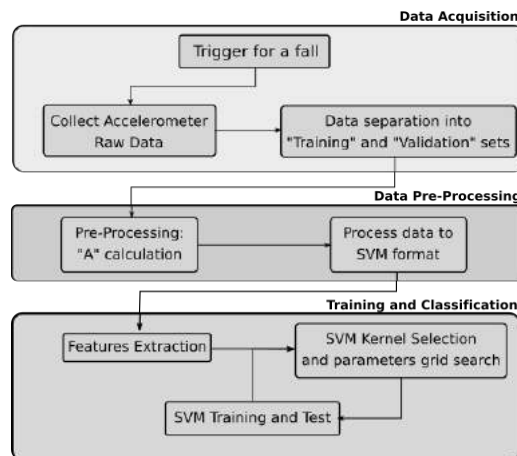 Data Acquisition
Trigger for a fall
Collect Accelerometer
Raw Data
Data separation into
"Training" and "Validation" sets
Data Pre-Processing
Pre-Processing:
"A" calculation
Process data to
SVM format
Training and Classification
Features Extraction
SVM Kernel Selection
and parameters grid search
SVM Training and Test